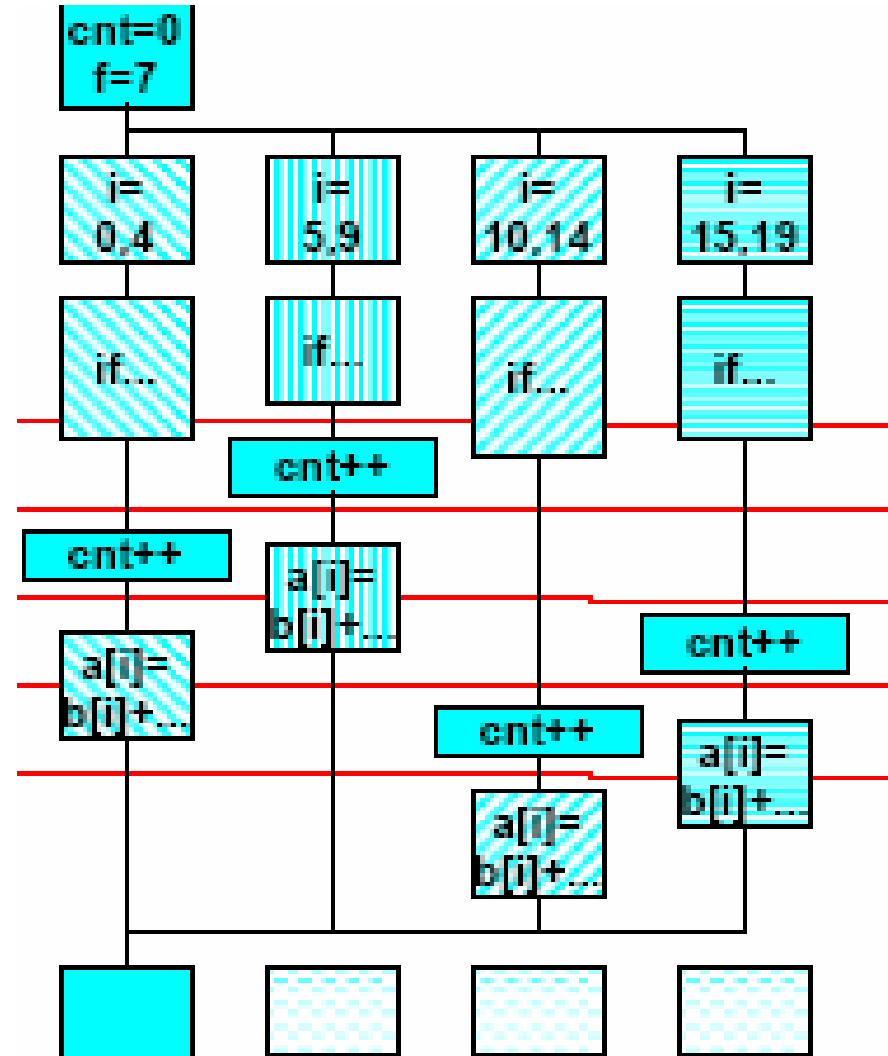 cnt=0
f=7
i=
0,4
i=
5,9
i=
10,14
i=
15,19
if...
if...
if...
if...
cnt++
cnt++
a[i]=
b[i]+...
cnt++
a[i]=
b[i]+...
cnt++
a[i]=
b[i]+...
a[i]=
b[i]+...